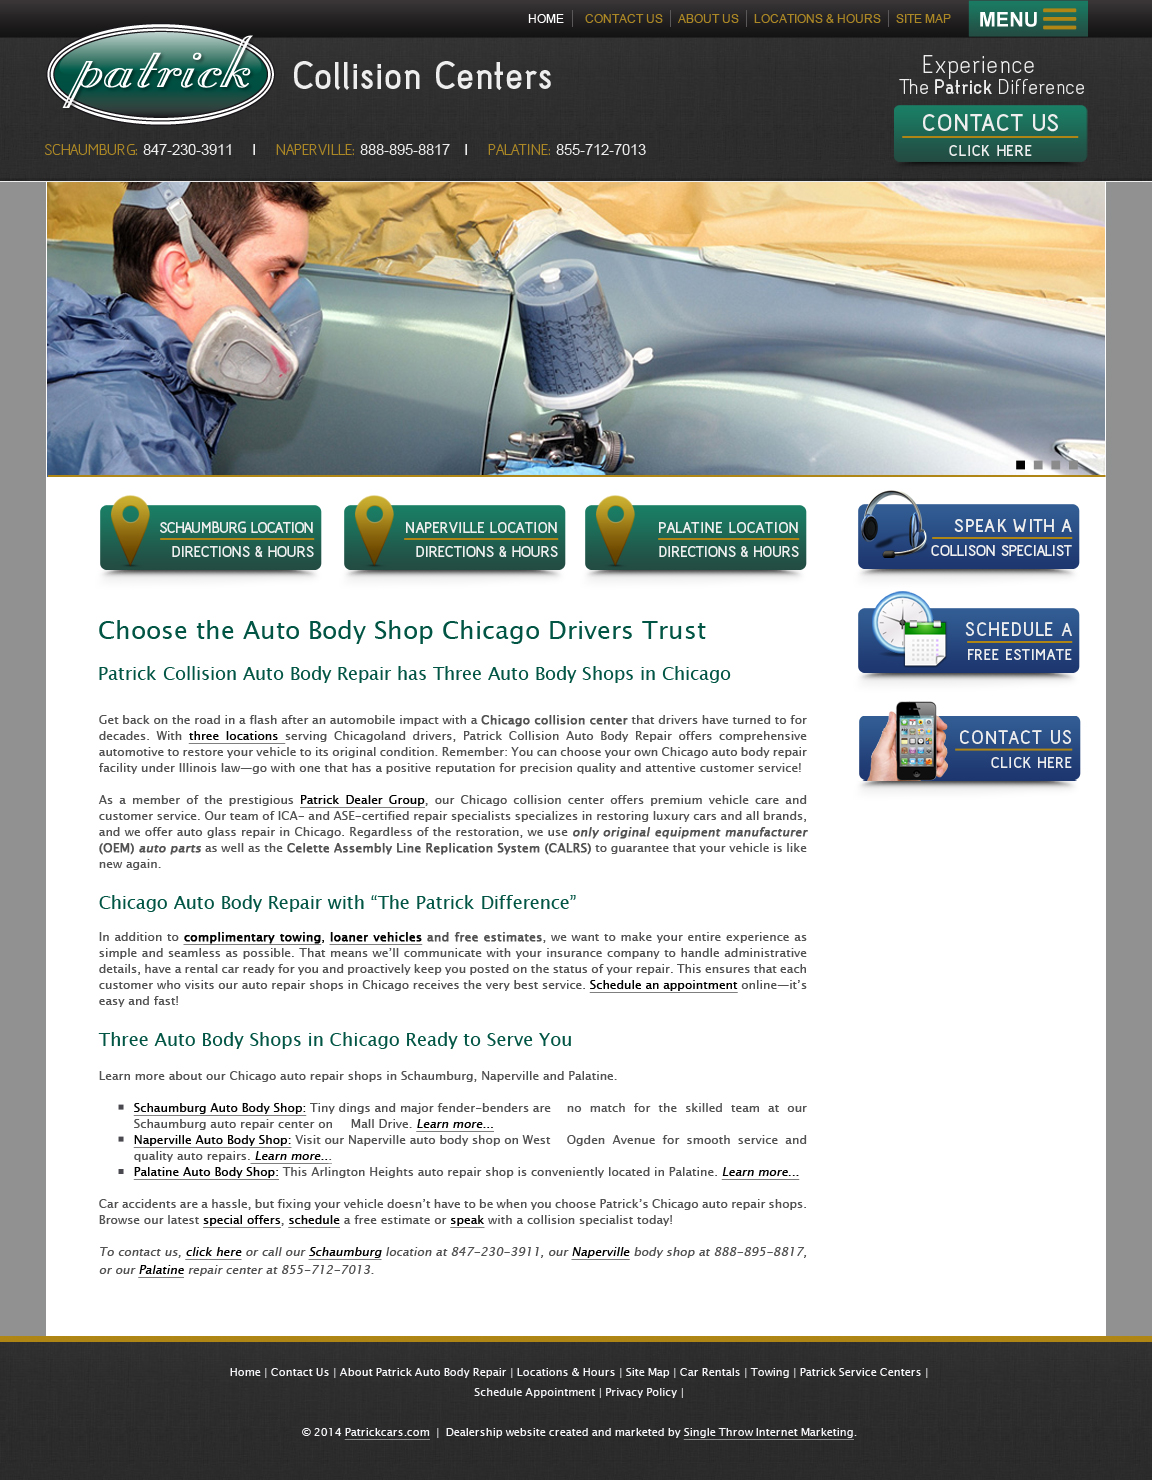 HOME CONTACT US ABOUT US LOCATIONS & HOURS SITE MAP MENU
patrick Collision Centers
Experience
The Patrick Difference
CONTACT US
CLICK HERE
SCHAUMBURG: 847-230-3911 I NAPERVILLE: 888-895-8817 I PALATINE: 855-712-7013
SCHAUMBURG LOCATION
DIRECTIONS & HOURS
NAPERVILLE LOCATION
DIRECTIONS & HOURS
PALATINE LOCATION
DIRECTIONS & HOURS
SPEAK WITH A
COLLISON SPECIALIST
SCHEDULE A
FREE ESTIMATE
CONTACT US
CLICK HERE
Choose the Auto Body Shop Chicago Drivers Trust
Patrick Collision Auto Body Repair has Three Auto Body Shops in Chicago
Get back on the road in a flash after an automobile impact with a Chicago collision center that drivers have turned to for
decades. With three locations serving Chicagoland drivers, Patrick Collision Auto Body Repair offers comprehensive
automotive to restore your vehicle to its original condition. Remember: You can choose your own Chicago auto body repair
facility under Illinois law—go with one that has a positive reputation for precision quality and attentive customer service!
As a member of the prestigious Patrick Dealer Group, our Chicago collision center offers premium vehicle care and
customer service. Our team of ICA- and ASE-certified repair specialists specializes in restoring luxury cars and all brands,
and we offer auto glass repair in Chicago. Regardless of the restoration, we use only original equipment manufacturer
(OEM) auto parts as well as the Celette Assembly Line Replication System (CALRS) to guarantee that your vehicle is like
new again.
Chicago Auto Body Repair with “The Patrick Difference”
In addition to complimentary towing, loaner vehicles and free estimates, we want to make your entire experience as
simple and seamless as possible. That means we’ll communicate with your insurance company to handle administrative
details, have a rental car ready for you and proactively keep you posted on the status of your repair. This ensures that each
customer who visits our auto repair shops in Chicago receives the very best service. Schedule an appointment online—it’s
easy and fast!
Three Auto Body Shops in Chicago Ready to Serve You
Learn more about our Chicago auto repair shops in Schaumburg, Naperville and Palatine.
Schaumburg Auto Body Shop: Tiny dings and major fender-benders are no match for the skilled team at our
Schaumburg auto repair center on Mall Drive. Learn more...
Naperville Auto Body Shop: Visit our Naperville auto body shop on West Ogden Avenue for smooth service and
quality auto repairs. Learn more...
Palatine Auto Body Shop: This Arlington Heights auto repair shop is conveniently located in Palatine. Learn more...
Car accidents are a hassle, but fixing your vehicle doesn’t have to be when you choose Patrick’s Chicago auto repair shops.
Browse our latest special offers, schedule a free estimate or speak with a collision specialist today!
To contact us, click here or call our Schaumburg location at 847-230-3911, our Naperville body shop at 888-895-8817,
or our Palatine repair center at 855-712-7013.
Home | Contact Us | About Patrick Auto Body Repair | Locations & Hours | Site Map | Car Rentals | Towing | Patrick Service Centers |
Schedule Appointment | Privacy Policy |
© 2014 Patrickcars.com | Dealership website created and marketed by Single Throw Internet Marketing.